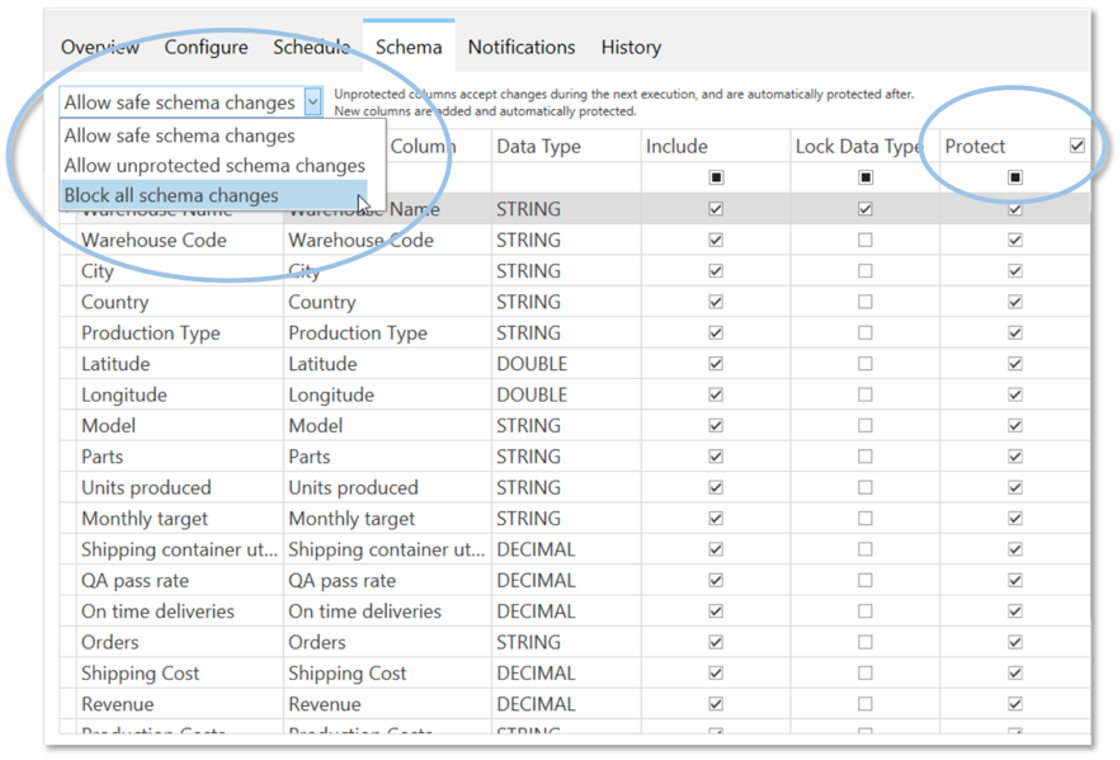 Overview Configure Schedule Schema Notifications History
Allow safe schema changes
Unprotected columns accept changes during the next execution, and are automatically protected after.
New columns are added and automatically protected.
Allow safe schema changes
Allow unprotected schema changes
Block all schema changes
Column Data Type Include Lock Data Type Protect
Warehouse Name Warehouse Name STRING
Warehouse Code Warehouse Code STRING
City City STRING
Country Country STRING
Production Type Production Type STRING
Latitude Latitude DOUBLE
Longitude Longitude DOUBLE
Model Model STRING
Parts Parts STRING
Units produced Units produced STRING
Monthly target Monthly target STRING
Shipping container ut... Shipping container ut... DECIMAL
QA pass rate QA pass rate DECIMAL
On time deliveries On time deliveries DECIMAL
Orders Orders STRING
Shipping Cost Shipping Cost DECIMAL
Revenue Revenue DECIMAL
Production Costs Production Costs STRING